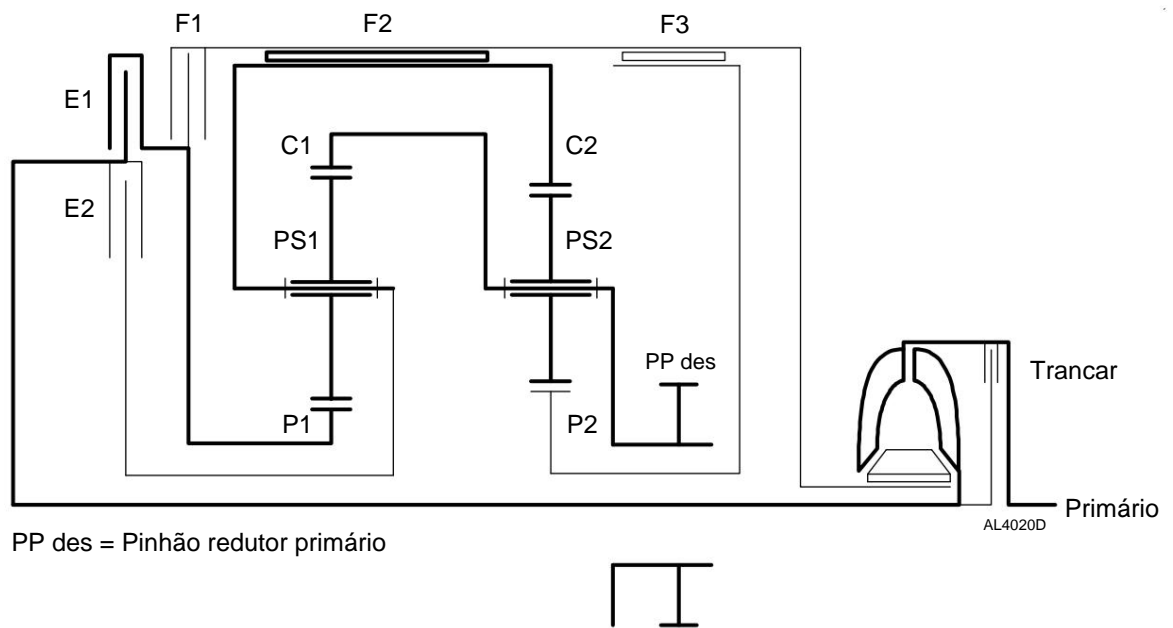 F1
F2
F3
E1
C1
C2
E2
PS1
PS2
PP des
Trancar
P1
P2
Primário
AL4020D
PP des = Pinhão redutor primário